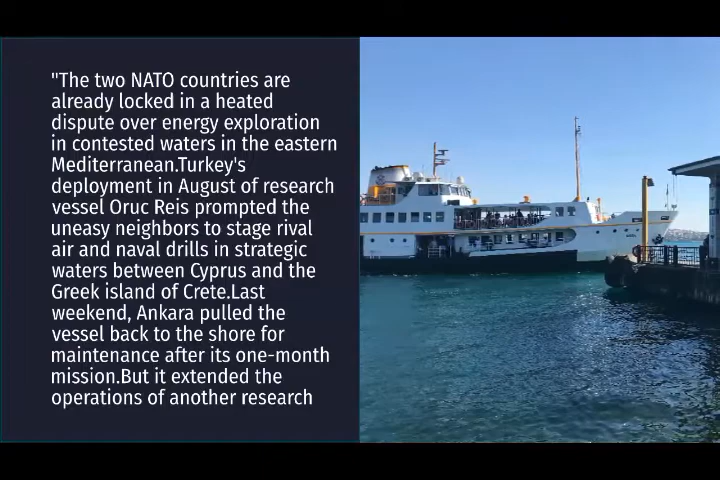 "The two NATO countries are
already locked in a heated
dispute over energy exploration
in contested waters in the eastern
Mediterranean.Turkey's
deployment in August of research
vessel Oruc Reis prompted the
uneasy neighbors to stage rival
air and naval drills in strategic
waters between Cyprus and the
Greek island of Crete.Last
weekend, Ankara pulled the
vessel back to the shore for
maintenance after its one-month
mission.But it extended the
operations of another research